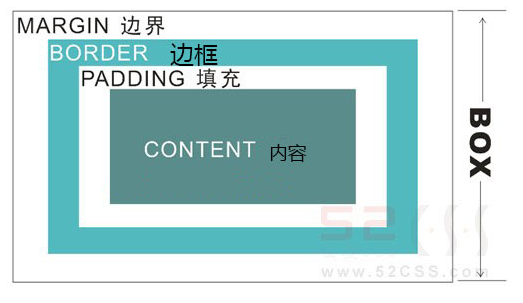 MARGIN 边界
BORDER 边框
PADDING 填充
CONTENT 内容
BOX
52CSS
www.52CSS.com